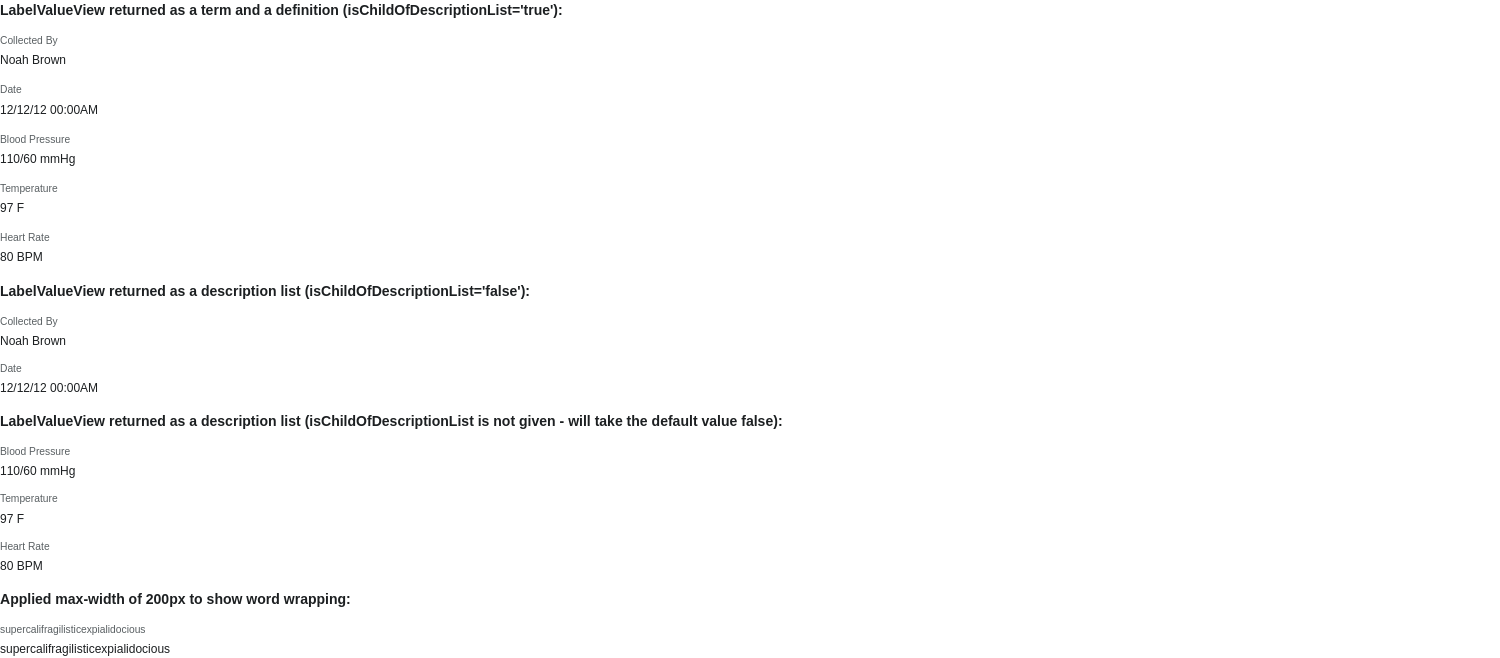 LabelValueView returned as a term and a definition (isChildOfDescriptionList='true'):
Collected By
Noah Brown
Date
12/12/12 00:00AM
Blood Pressure
110/60 mmHg
Temperature
97 F
Heart Rate
80 BPM
LabelValueView returned as a description list (isChildOfDescriptionList='false'):
Collected By
Noah Brown
Date
12/12/12 00:00AM
LabelValueView returned as a description list (isChildOfDescriptionList is not given - will take the default value false):
Blood Pressure
110/60 mmHg
Temperature
97 F
Heart Rate
80 BPM
Applied max-width of 200px to show word wrapping:
supercalifragilisticexpialidocious
supercalifragilisticexpialidocious